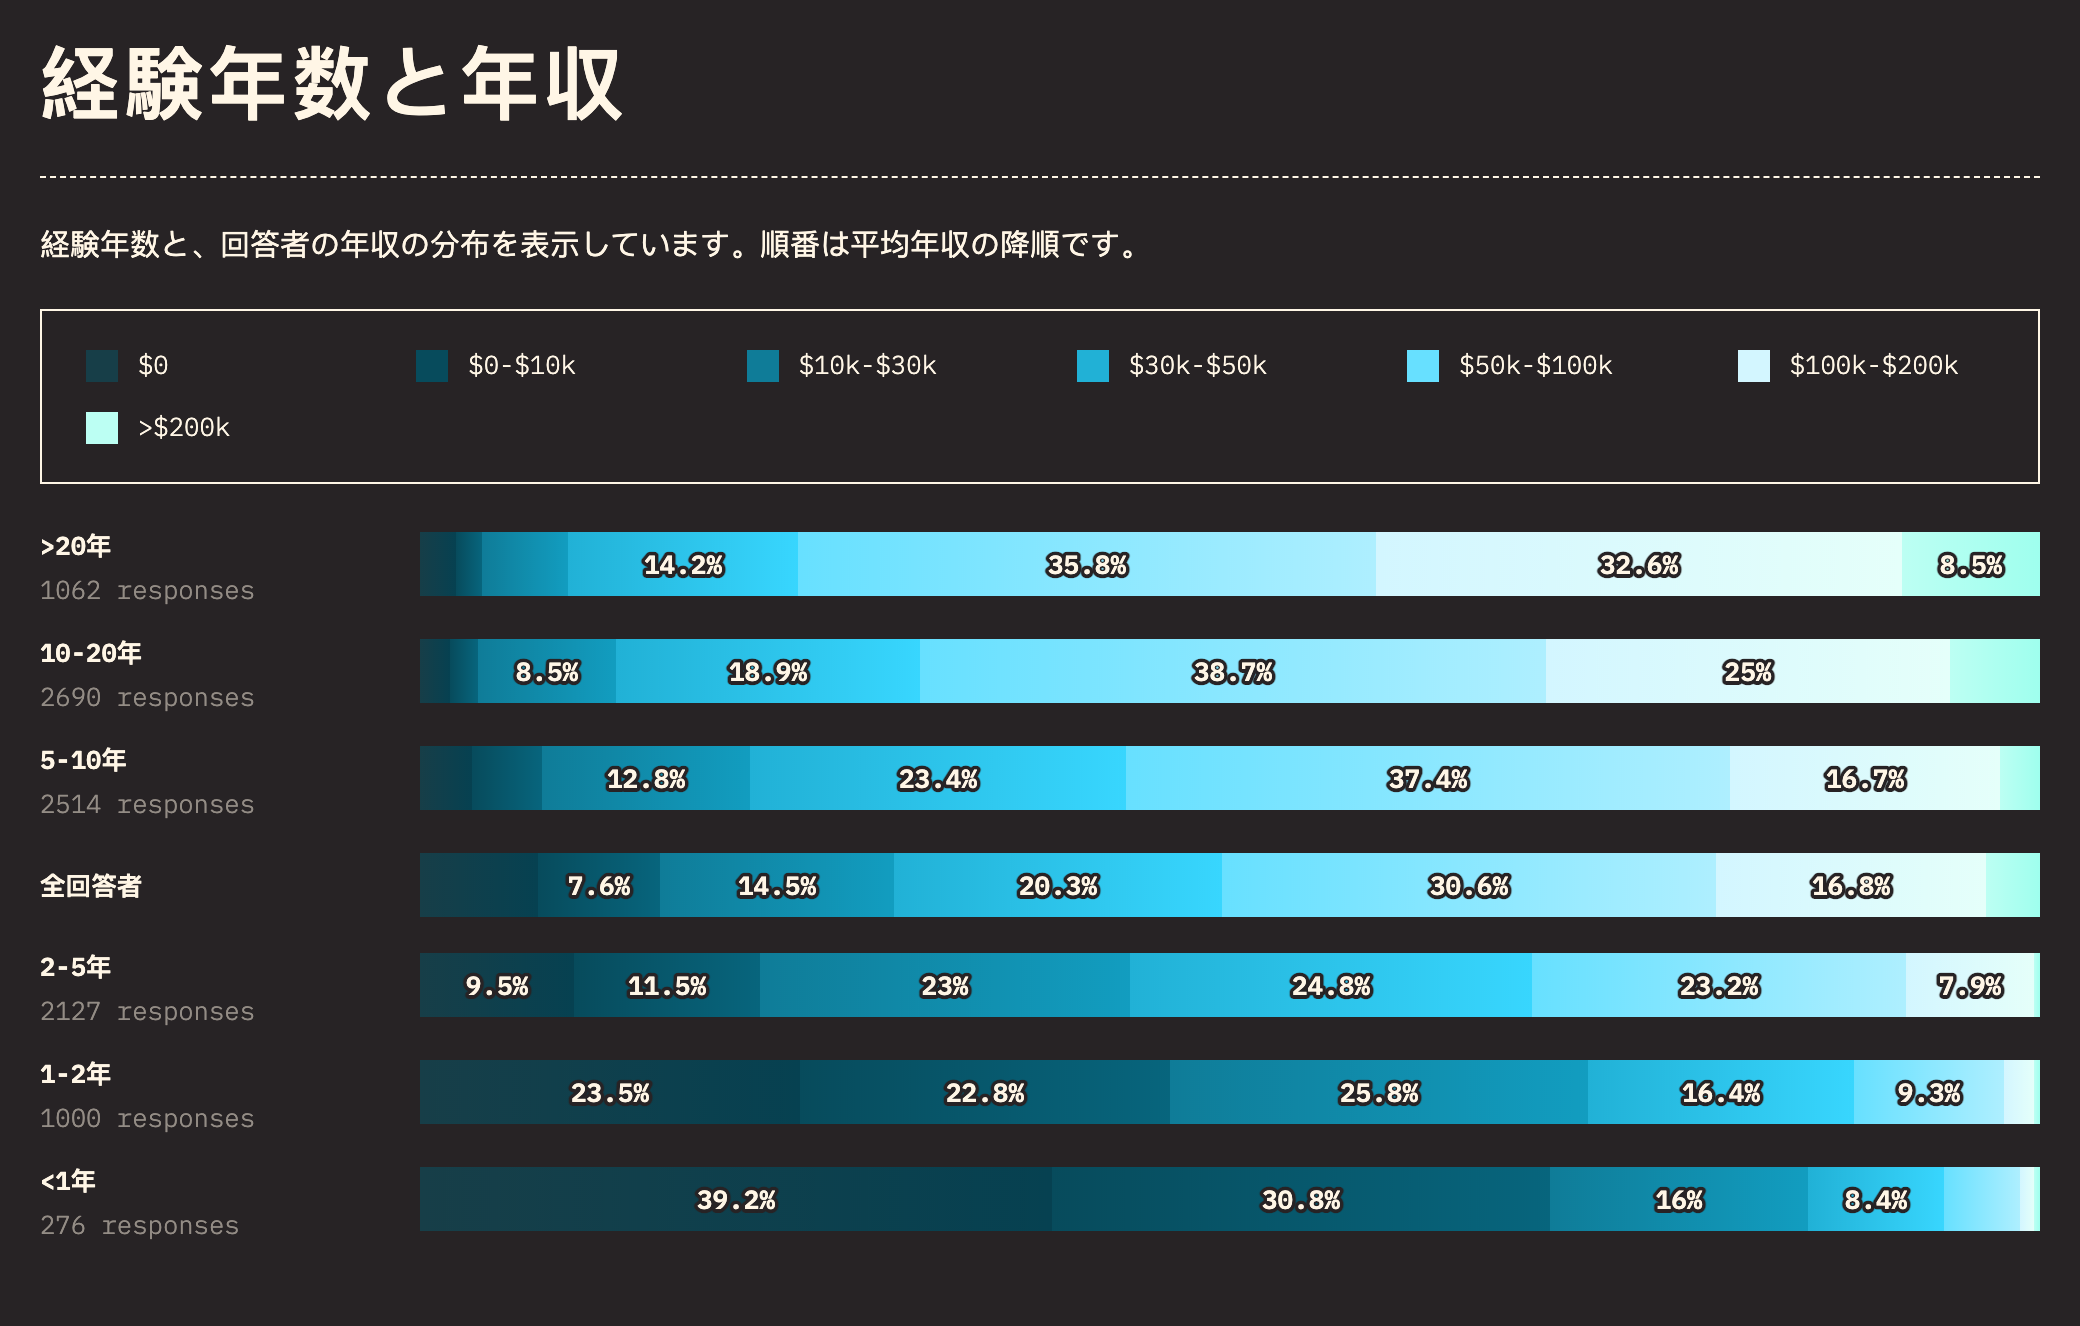 経験年数と年収
経験年数と、回答者の年収の分布を表示しています。順番は平均年収の降順です。
$0 $0-$10k $10k-$30k $30k-$50k $50k-$100k $100k-$200k
>$200k
>20年
1062 responses
14.2% 35.8% 32.6% 8.5%
10-20年
2690 responses
8.5% 18.9% 38.7% 25%
5-10年
2514 responses
12.8% 23.4% 37.4% 16.7%
全回答者
7.6% 14.5% 20.3% 30.6% 16.8%
2-5年
2127 responses
9.5% 11.5% 23% 24.8% 23.2% 7.9%
1-2年
1000 responses
23.5% 22.8% 25.8% 16.4% 9.3%
<1年
276 responses
39.2% 30.8% 16% 8.4%